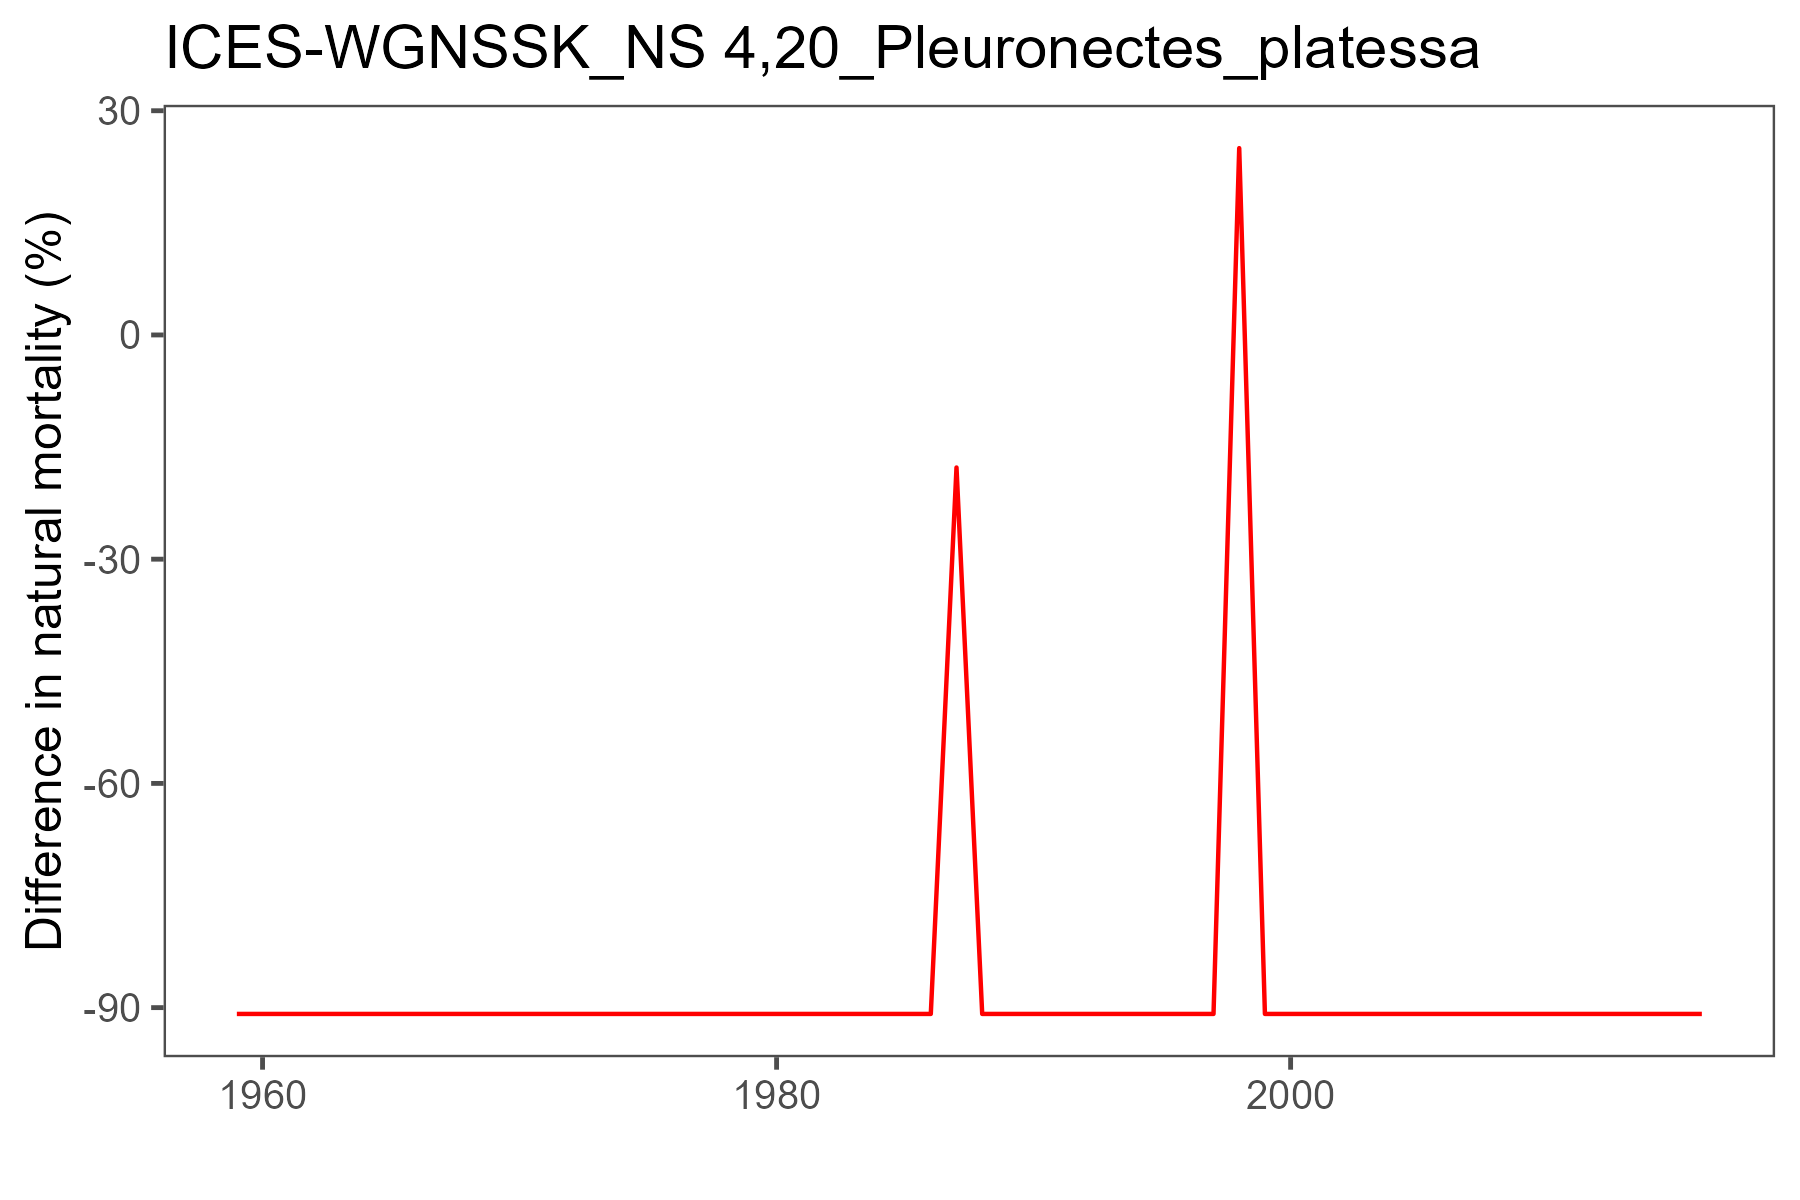 ICES-WGNSSK_NS 4,20_Pleuronectes_platessa
Difference in natural mortality (%)
30
0
-30
-60
-90
1960 1980 2000